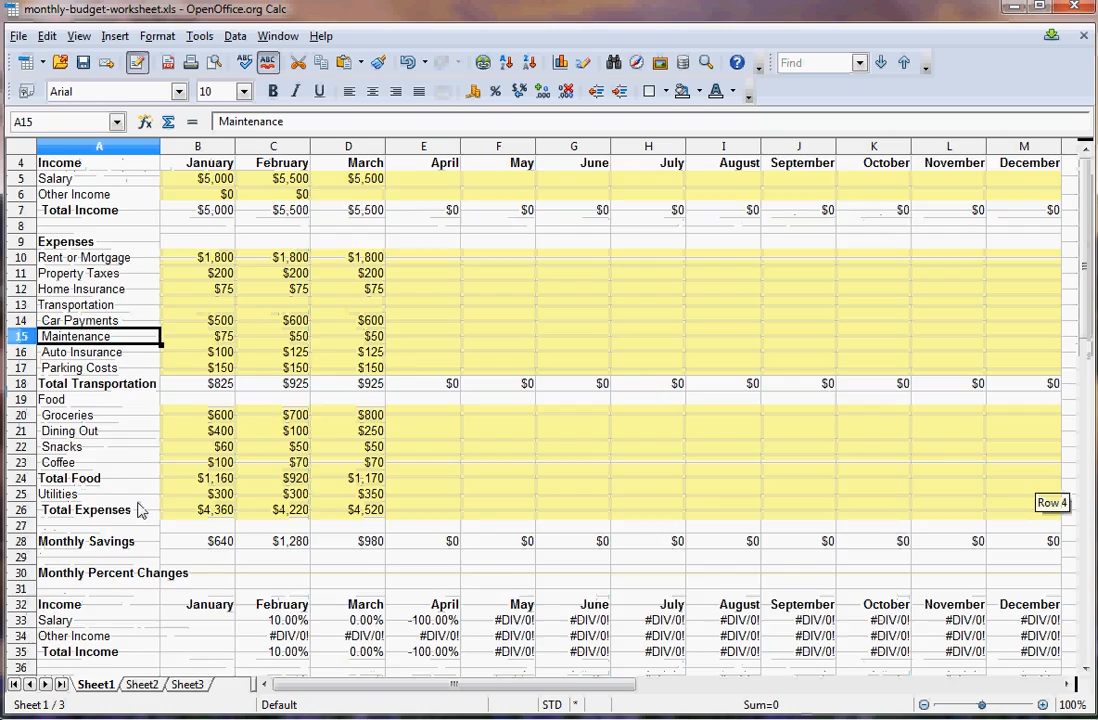 monthly-budget-worksheet.xls - OpenOffice.org Calc
File Edit View Insert Format Tools Data Window Help
Find
Arial 10
A15 Maintenance
A B C D E F G H I J K L M
4 Income January February March April May June July August September October November December
5 Salary $5,000 $5,500 $5,500
6 Other Income $0 $0
7 Total Income $5,000 $5,500 $5,500 $0 $0 $0 $0 $0 $0 $0 $0 $0
8
9 Expenses
10 Rent or Mortgage $1,800 $1,800 $1,800
11 Property Taxes $200 $200 $200
12 Home Insurance $75 $75 $75
13 Transportation
14 Car Payments $500 $600 $600
15 Maintenance $75 $50 $50
16 Auto Insurance $100 $125 $125
17 Parking Costs $150 $150 $150
18 Total Transportation $825 $925 $925 $0 $0 $0 $0 $0 $0 $0 $0 $0
19 Food
20 Groceries $600 $700 $800
21 Dining Out $400 $100 $250
22 Snacks $60 $50 $50
23 Coffee $100 $70 $70
24 Total Food $1,160 $920 $1,170
25 Utilities $300 $300 $350
26 Total Expenses $4,360 $4,220 $4,520 Row 4
27
28 Monthly Savings $640 $1,280 $980 $0 $0 $0 $0 $0 $0 $0 $0 $0
29
30 Monthly Percent Changes
31
32 Income January February March April May June July August September October November December
33 Salary 10.00% 0.00% -100.00% #DIV/0! #DIV/0! #DIV/0! #DIV/0! #DIV/0! #DIV/0! #DIV/0! #DIV/0!
34 Other Income #DIV/0! #DIV/0! #DIV/0! #DIV/0! #DIV/0! #DIV/0! #DIV/0! #DIV/0! #DIV/0! #DIV/0! #DIV/0!
35 Total Income 10.00% 0.00% -100.00% #DIV/0! #DIV/0! #DIV/0! #DIV/0! #DIV/0! #DIV/0! #DIV/0! #DIV/0!
36
Sheet1 Sheet2 Sheet3
Sheet 1 / 3 Default STD * Sum=0 100%